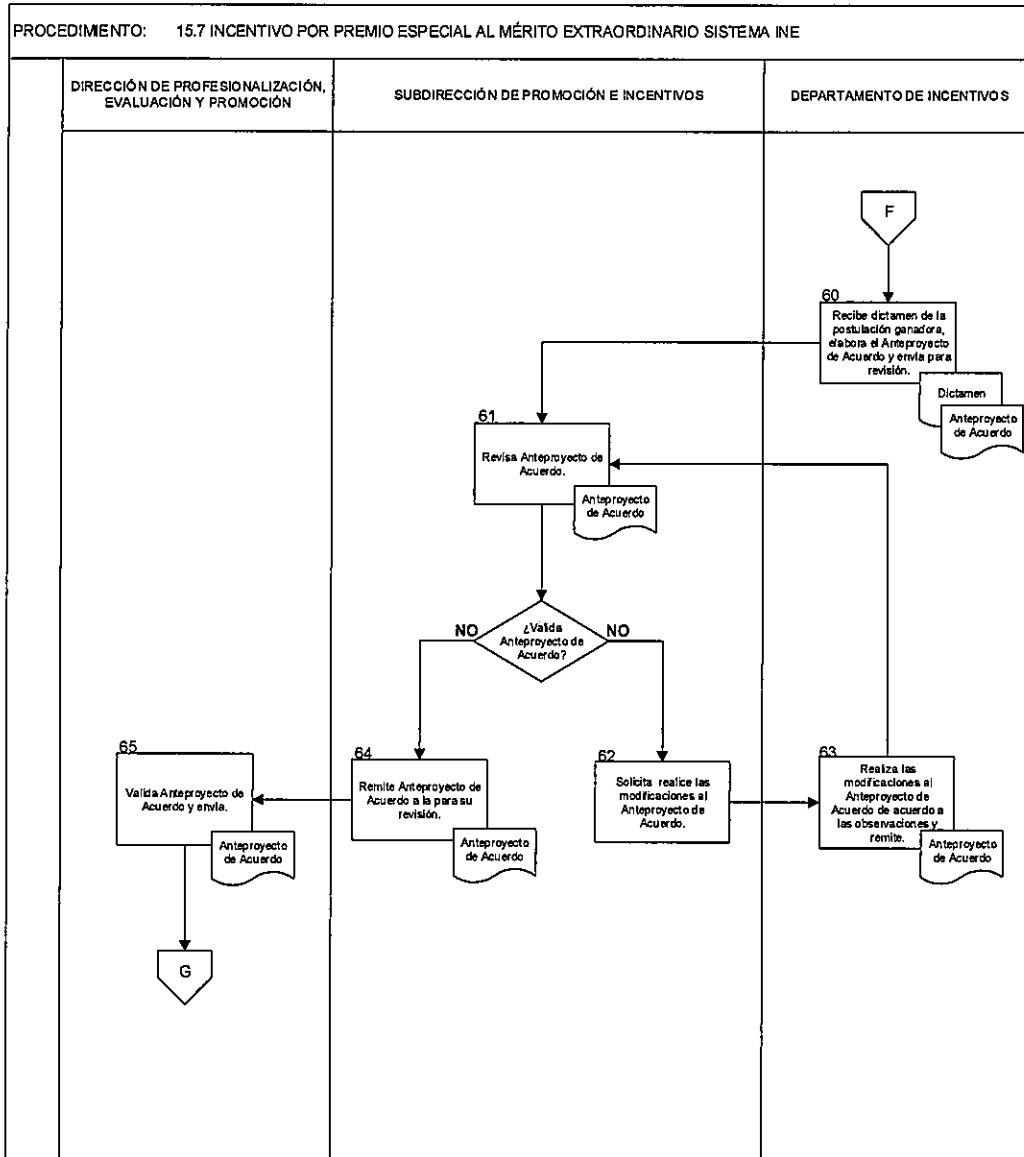 PROCEDIMIENTO: 15.7 INCENTIVO POR PREMIO ESPECIAL AL MÉRITO EXTRAORDINARIO SISTEMA INE
DIRECCIÓN DE PROFESIONALIZACIÓN,
EVALUACIÓN Y PROMOCIÓN
SUBDIRECCIÓN DE PROMOCIÓN E INCENTIVOS
DEPARTAMENTO DE INCENTIVOS
F
60
Recibe dictamen de la
postulación ganadora,
elabora el Anteproyecto
de Acuerdo y envía para
revisión.
Dictamen
Anteproyecto
de Acuerdo
61
Revisa Anteproyecto de
Acuerdo.
Anteproyecto
de Acuerdo
NO
¿Valida
Anteproyecto de
Acuerdo?
NO
65
Valida Anteproyecto de
Acuerdo y envía.
Anteproyecto
de Acuerdo
64
Remite Anteproyecto de
Acuerdo a la para su
revisión.
Anteproyecto
de Acuerdo
62
Solicita realice las
modificaciones al
Anteproyecto de
Acuerdo.
63
Realiza las
modificaciones al
Anteproyecto de
Acuerdo de acuerdo a
las observaciones y
remite.
Anteproyecto
de Acuerdo
G